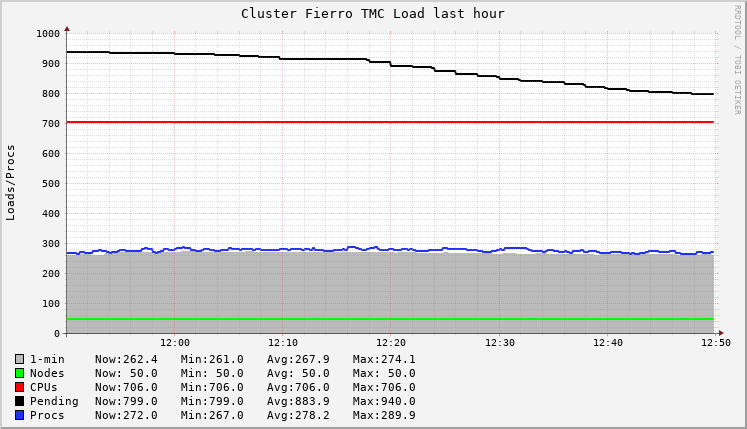 Cluster Fierro TMC Load last hour
RRDTOOL / TOBI OETIKER
Loads/Procs
1000
900
800
700
600
500
400
300
200
100
0
12:00 12:10 12:20 12:30 12:40 12:50
1-min Now:262.4 Min:261.0 Avg:267.9 Max:274.1
Nodes Now: 50.0 Min: 50.0 Avg: 50.0 Max: 50.0
CPUs Now:706.0 Min:706.0 Avg:706.0 Max:706.0
Pending Now:799.0 Min:799.0 Avg:883.9 Max:940.0
Procs Now:272.0 Min:267.0 Avg:278.2 Max:289.9